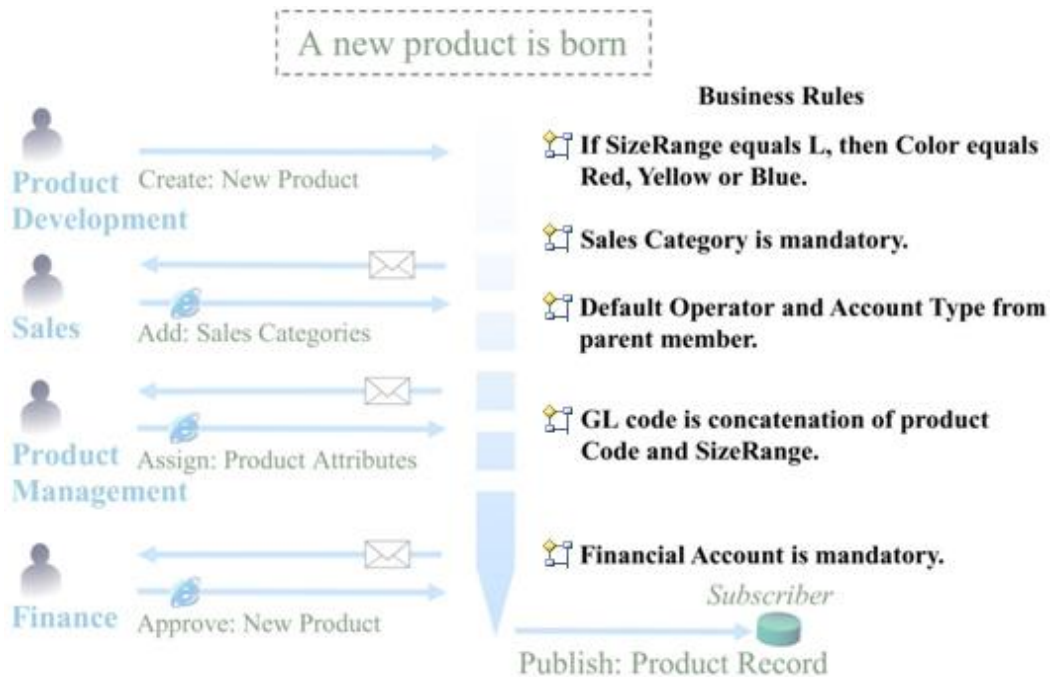 A new product is born
Business Rules
Product
Development
Create: New Product
If SizeRange equals L, then Color equals
Red, Yellow or Blue.
Sales Category is mandatory.
Sales
Add: Sales Categories
Default Operator and Account Type from
parent member.
Product
Management
Assign: Product Attributes
GL code is concatenation of product
Code and SizeRange.
Financial Account is mandatory.
Finance
Approve: New Product
Subscriber
Publish: Product Record